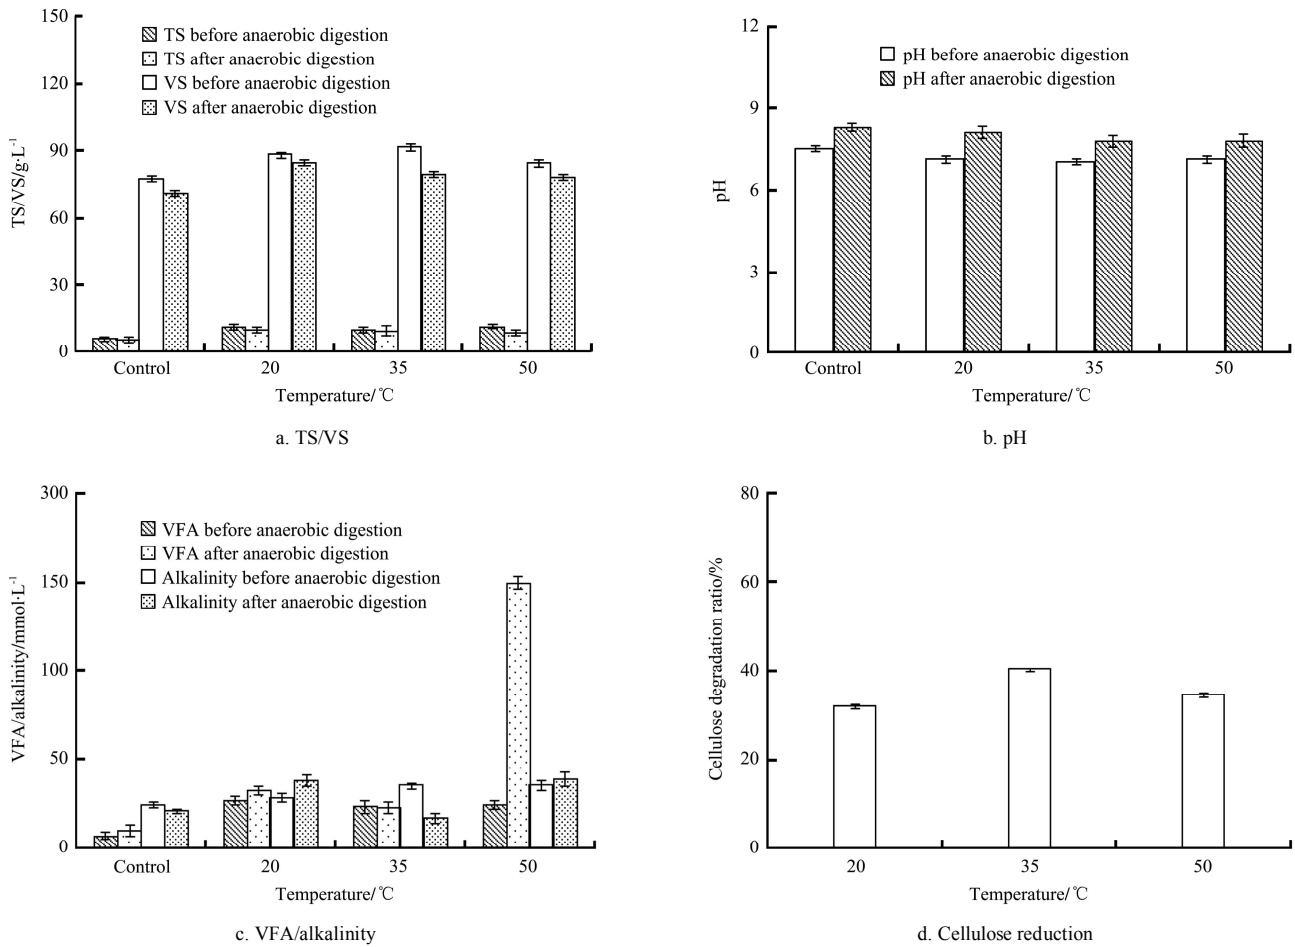 150
120
90
60
30
0
TS/VS/g·L⁻¹
TS before anaerobic digestion
TS after anaerobic digestion
VS before anaerobic digestion
VS after anaerobic digestion
Control 20 35 50
Temperature/℃
a. TS/VS
12
9
6
3
0
pH
pH before anaerobic digestion
pH after anaerobic digestion
Control 20 35 50
Temperature/℃
b. pH
300
150
100
50
0
VFA/alkalinity/mmol·L⁻¹
VFA before anaerobic digestion
VFA after anaerobic digestion
Alkalinity before anaerobic digestion
Alkalinity after anaerobic digestion
Control 20 35 50
Temperature/℃
c. VFA/alkalinity
80
60
40
20
0
Cellulose degradation ratio/%
20 35 50
Temperature/℃
d. Cellulose reduction